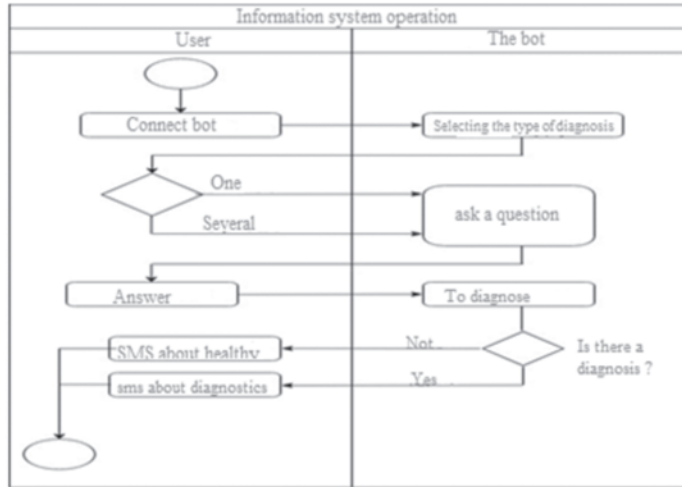 Information system operation
User
The bot
Connect bot
Selecting the type of diagnosis
One
Seyeral
ask a question
Answer
To diagnose
Not
SMS about healthy
Is there a
diagnosis ?
Yes
sms about diagnostics